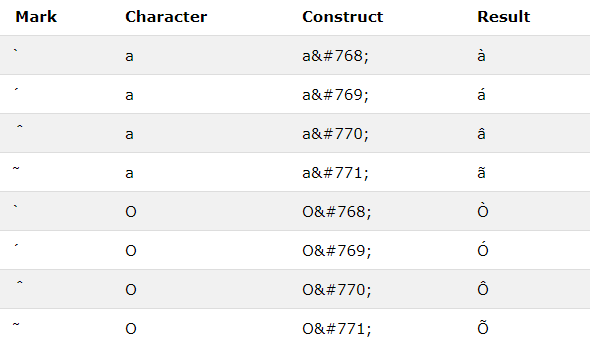 Mark Character Construct Result
̀ a a&#768; à
́ a a&#769; á
̂ a a&#770; â
̃ a a&#771; ã
̀ O O&#768; Ò
́ O O&#769; Ó
̂ O O&#770; Ô
̃ O O&#771; Õ